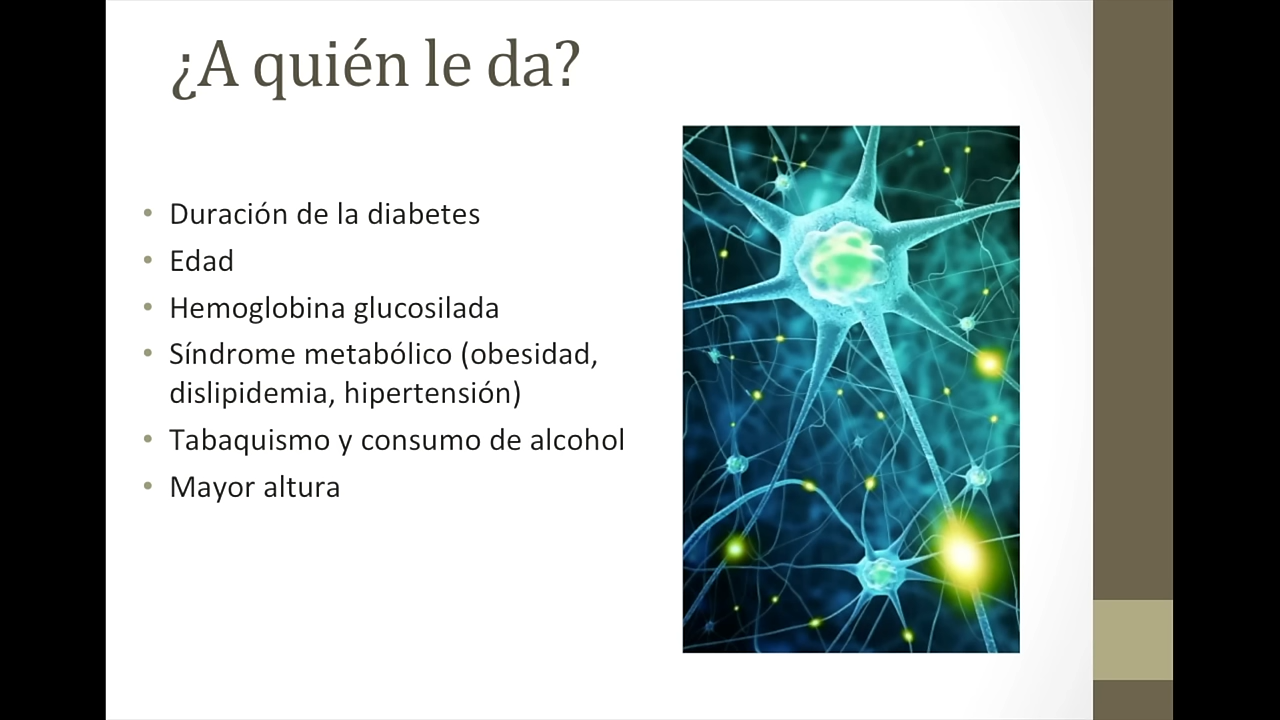 ¿A quién le da?
• Duración de la diabetes
• Edad
• Hemoglobina glucosilada
• Síndrome metabólico (obesidad,
dislipidemia, hipertensión)
• Tabaquismo y consumo de alcohol
• Mayor altura